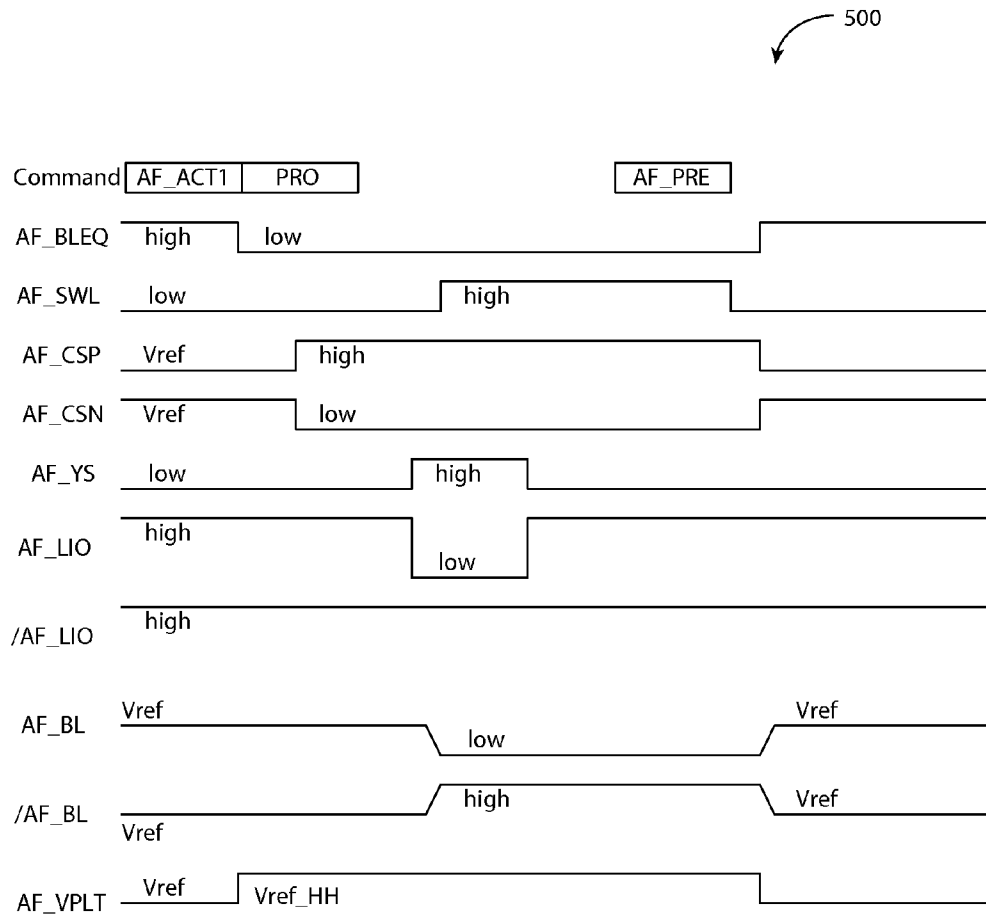 500
Command AF_ACT1 PRO AF_PRE
AF_BLEQ high low
AF_SWL low high
AF_CSP Vref high
AF_CSN Vref low
AF_YS low high
AF_LIO high low
/AF_LIO high
AF_BL Vref low Vref
/AF_BL Vref high Vref
AF_VPLT Vref Vref_HH